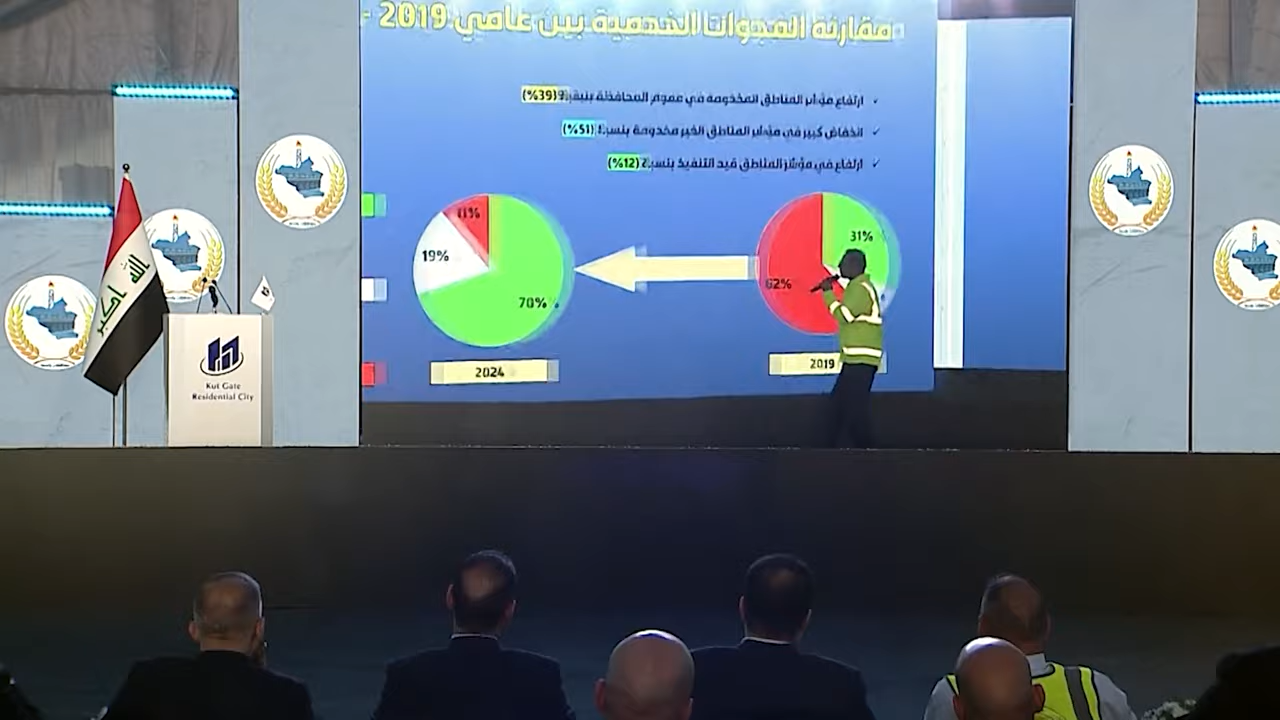 مقارنة الفجوات الخدمية بين عامي 2019 -
✓ ارتفاع مؤشر المناطق المخدومة في عموم المحافظة بنسبة (39%)
✓ انخفاض كبير في مؤشر المناطق الغير مخدومة بنسبة (51%)
✓ ارتفاع في مؤشر المناطق قيد التنفيذ بنسبة (12%)
31%
62%
2019
11%
19%
70%
2024
الله اكبر
Kut Gate
Residential City